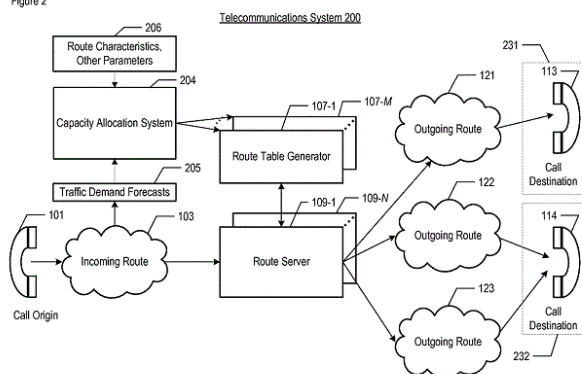 Figure 2
Telecommunications System 200
206
Route Characteristics,
Other Parameters
204
Capacity Allocation System
205
Traffic Demand Forecasts
101
103
Incoming Route
Call Origin
107-1
107-M
Route Table Generator
109-1
109-N
Route Server
121
Outgoing Route
122
Outgoing Route
123
Outgoing Route
231
113
Call
Destination
114
Call
Destination
232